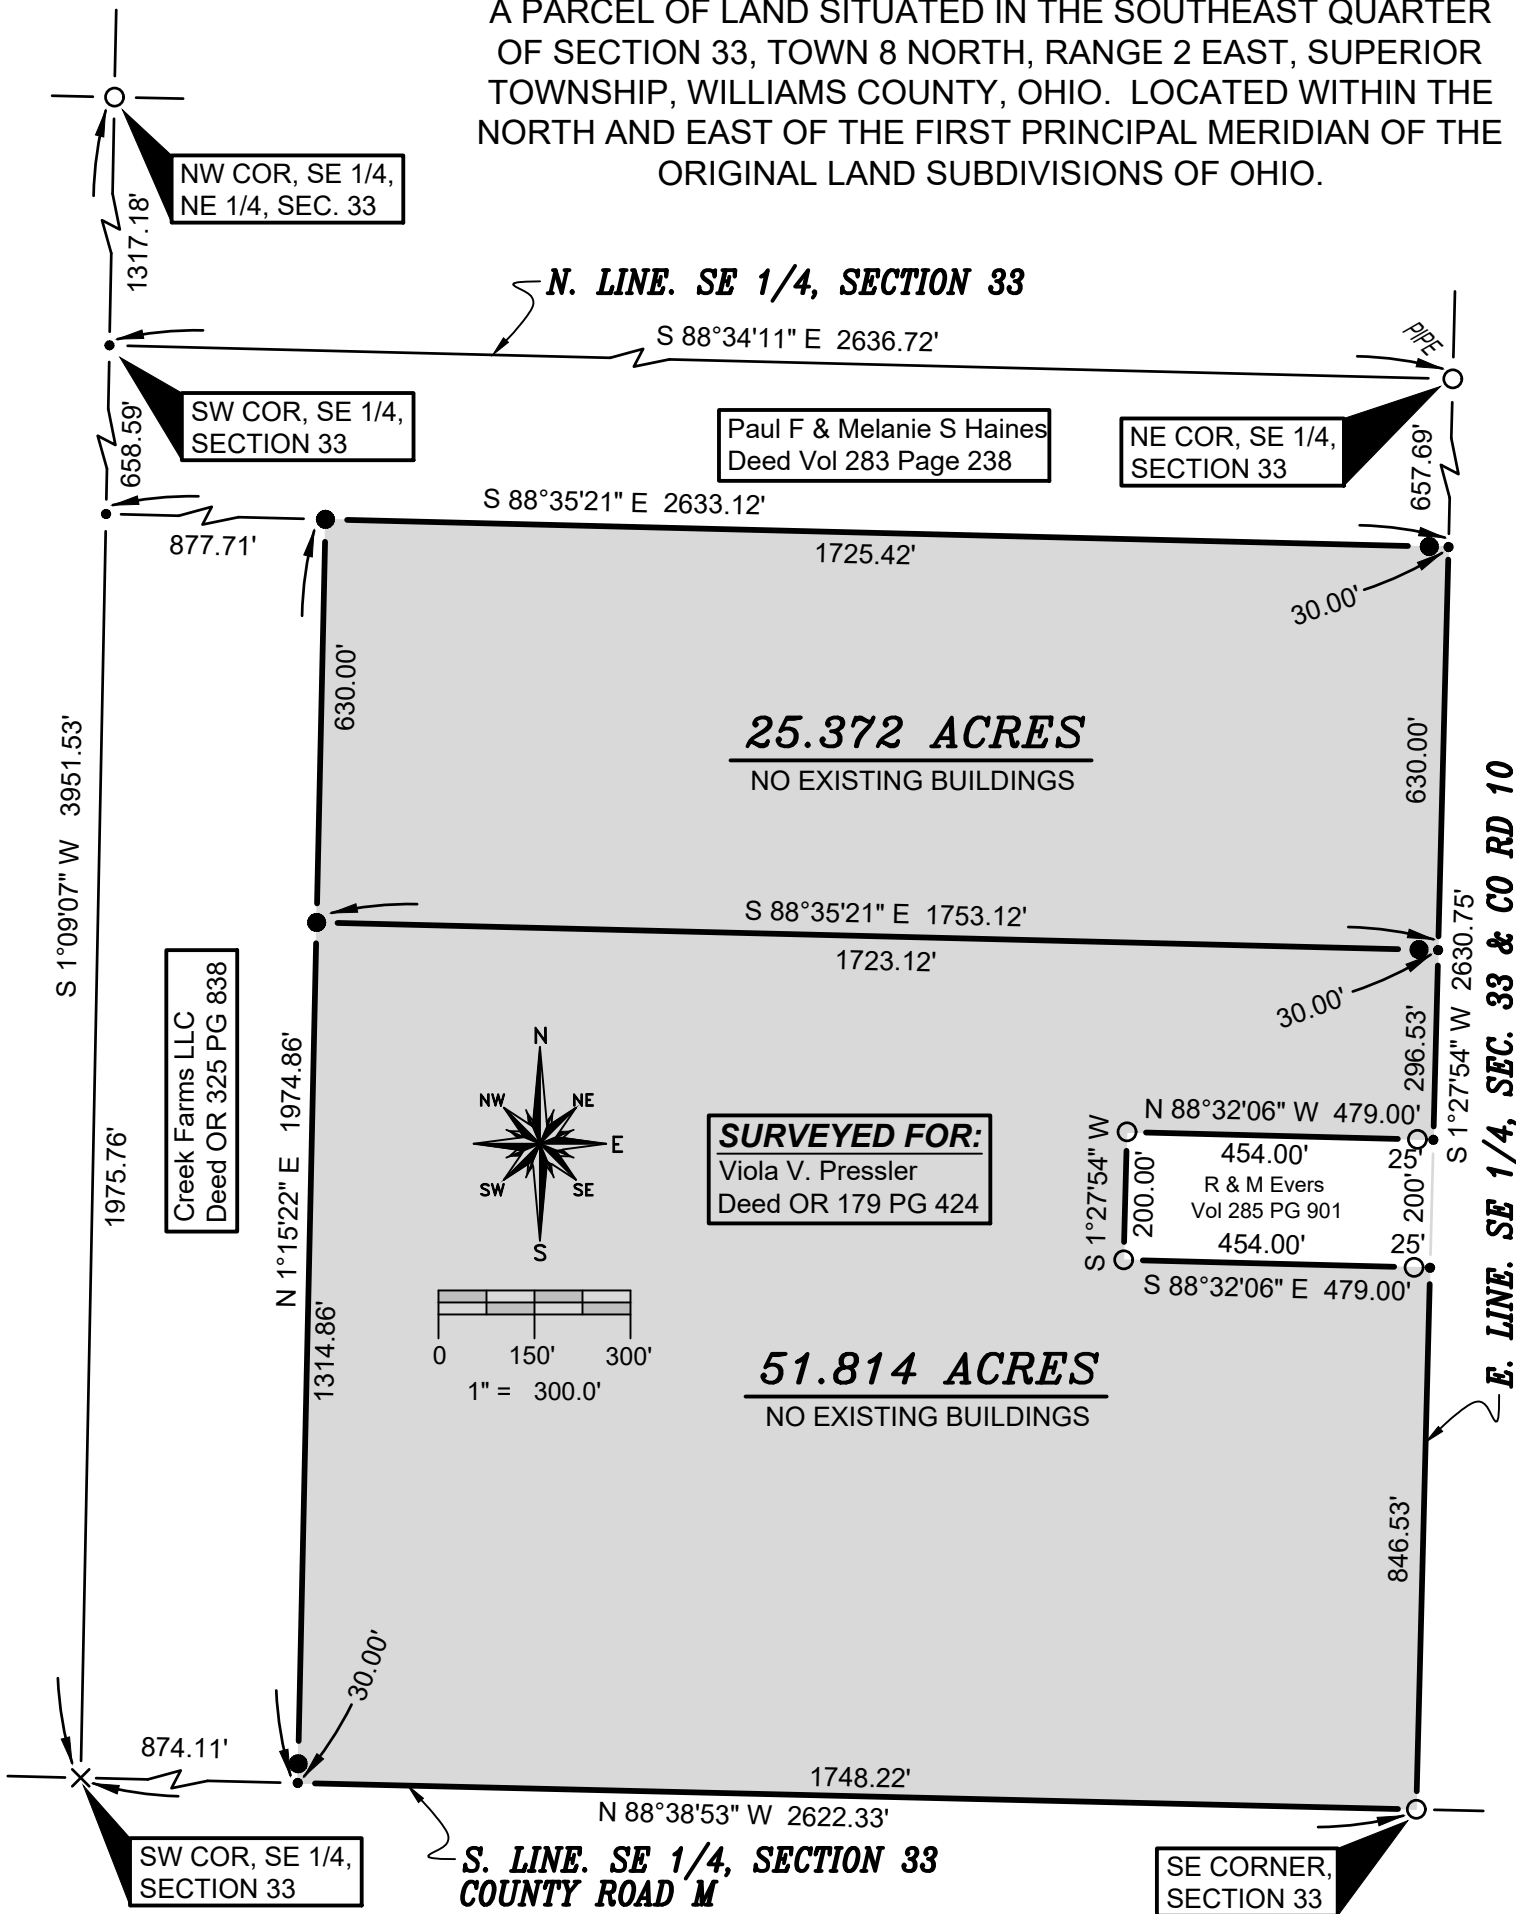 A PARCEL OF LAND SITUATED IN THE SOUTHEAST QUARTER
OF SECTION 33, TOWN 8 NORTH, RANGE 2 EAST, SUPERIOR
TOWNSHIP, WILLIAMS COUNTY, OHIO. LOCATED WITHIN THE
NORTH AND EAST OF THE FIRST PRINCIPAL MERIDIAN OF THE
ORIGINAL LAND SUBDIVISIONS OF OHIO.
NW COR, SE 1/4,
NE 1/4, SEC. 33
1317.18'
N. LINE. SE 1/4, SECTION 33
S 88°34'11" E 2636.72'
PIPE
SW COR, SE 1/4,
SECTION 33
658.59'
Paul F & Melanie S Haines
Deed Vol 283 Page 238
NE COR, SE 1/4,
SECTION 33
657.69'
S 88°35'21" E 2633.12'
877.71'
1725.42'
30.00'
630.00'
25.372 ACRES
NO EXISTING BUILDINGS
630.00'
S 1°09'07" W 3951.53'
1975.76'
E. LINE. SE 1/4, SEC. 33 & CO RD 10
S 1°27'54" W 2630.75'
S 88°35'21" E 1753.12'
1723.12'
30.00'
296.53'
Creek Farms LLC
Deed OR 325 PG 838
N 1°15'22" E 1974.86'
1314.86'
N
NW
NE
E
SW
SE
S
SURVEYED FOR:
Viola V. Pressler
Deed OR 179 PG 424
N 88°32'06" W 479.00'
454.00'
25'
S 1°27'54" W
200.00'
R & M Evers
Vol 285 PG 901
200'
454.00'
25'
S 88°32'06" E 479.00'
0 150' 300'
1" = 300.0'
51.814 ACRES
NO EXISTING BUILDINGS
846.53'
30.00'
874.11'
1748.22'
N 88°38'53" W 2622.33'
SW COR, SE 1/4,
SECTION 33
S. LINE. SE 1/4, SECTION 33
COUNTY ROAD M
SE CORNER,
SECTION 33